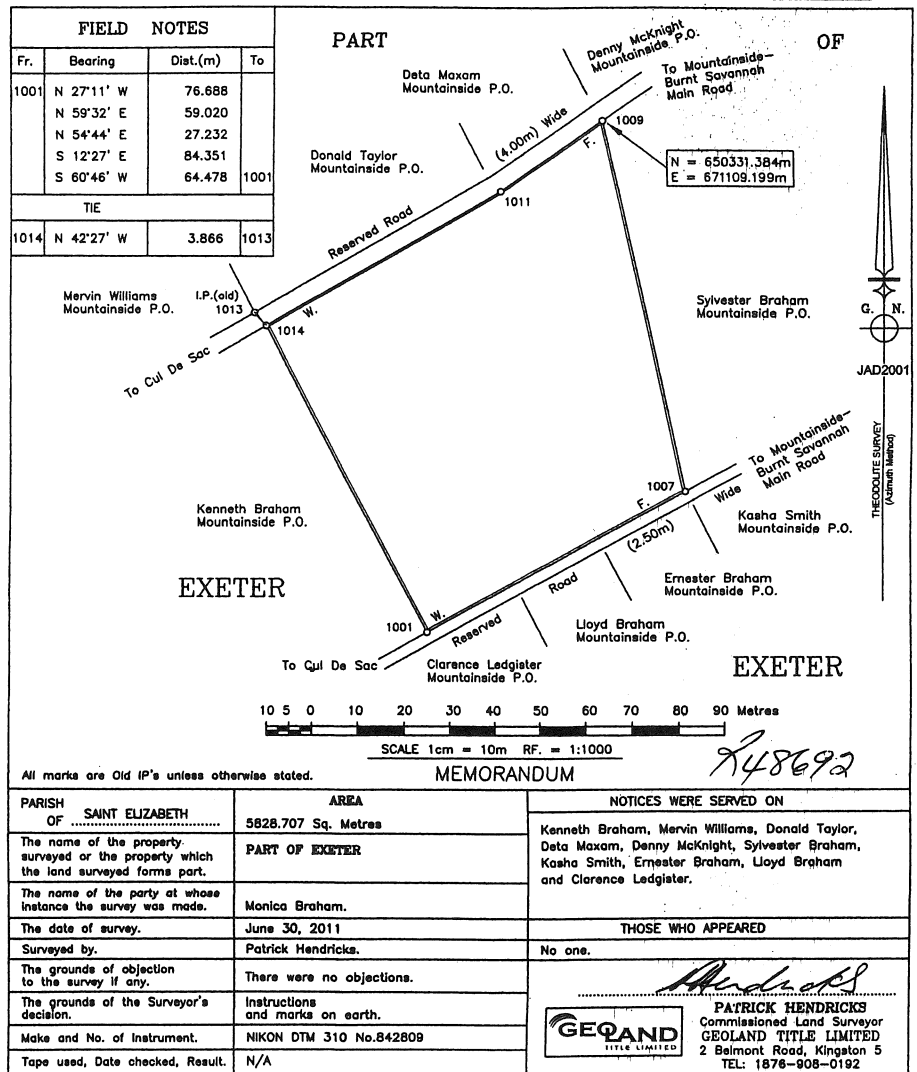 FIELD NOTES
Fr. Bearing Dist.(m) To
1001 N 27°11' W 76.688
N 59°32' E 59.020
N 54°44' E 27.232
S 12°27' E 84.351
S 60°46' W 64.478 1001
TIE
1014 N 42°27' W 3.866 1013
PART OF
Denny McKnight
Mountainside P.O.
Deta Maxam
Mountainside P.O.
To Mountainside-
Burnt Savannah
Main Road
(4.00m) Wide
F.
1009
N = 650331.384m
E = 671109.199m
Donald Taylor
Mountainside P.O.
1011
Reserved Road
Mervin Williams
Mountainside P.O.
I.P.(old)
1013
W.
1014
To Cul De Sac
Sylvester Braham
Mountainside P.O.
G. N.
JAD2001
THEODOLITE SURVEY
(Azimuth Method)
To Mountainside-
Burnt Savannah
Main Road
1007
F.
Wide
(2.50m)
Kasha Smith
Mountainside P.O.
Kenneth Braham
Mountainside P.O.
EXETER
Ernester Braham
Mountainside P.O.
Road
W.
1001
Reserved
Lloyd Braham
Mountainside P.O.
To Cul De Sac
Clarence Ledgister
Mountainside P.O.
EXETER
10 5 0 10 20 30 40 50 60 70 80 90 Metres
SCALE 1cm = 10m RF. = 1:1000
R48692
All marks are Old IP's unless otherwise stated.
MEMORANDUM
PARISH
OF SAINT ELIZABETH
AREA
5828.707 Sq. Metres
The name of the property
surveyed or the property which
the land surveyed forms part.
PART OF EXETER
The name of the party at whose
instance the survey was made.
Monica Braham.
The date of survey.
June 30, 2011
Surveyed by.
Patrick Hendricks.
The grounds of objection
to the survey if any.
There were no objections.
The grounds of the Surveyor's
decision.
Instructions
and marks on earth.
Make and No. of Instrument.
NIKON DTM 310 No.842809
Tape used, Date checked, Result.
N/A
NOTICES WERE SERVED ON
Kenneth Braham, Mervin Williams, Donald Taylor,
Deta Maxam, Denny McKnight, Sylvester Braham,
Kasha Smith, Ernester Braham, Lloyd Braham
and Clarence Ledgister.
THOSE WHO APPEARED
No one.
PHendricks
GEOLAND
TITLE LIMITED
PATRICK HENDRICKS
Commissioned Land Surveyor
GEOLAND TITLE LIMITED
2 Belmont Road, Kingston 5
TEL: 1876-908-0192